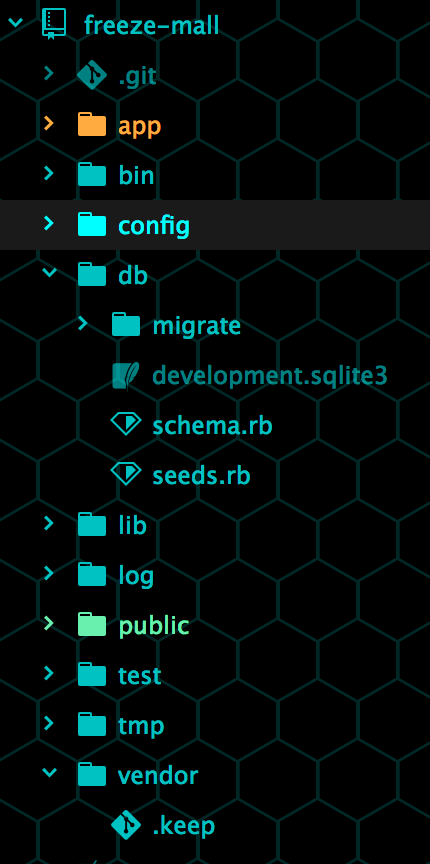 freeze-mall
.git
app
bin
config
db
migrate
development.sqlite3
schema.rb
seeds.rb
lib
log
public
test
tmp
vendor
.keep